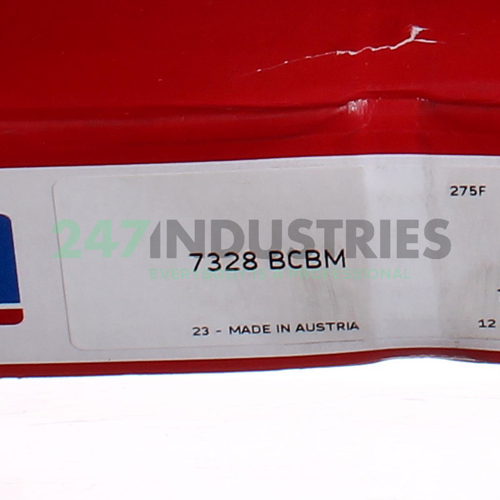 275F
247INDUSTRIES
7328 BCBM
23 - MADE IN AUSTRIA
12